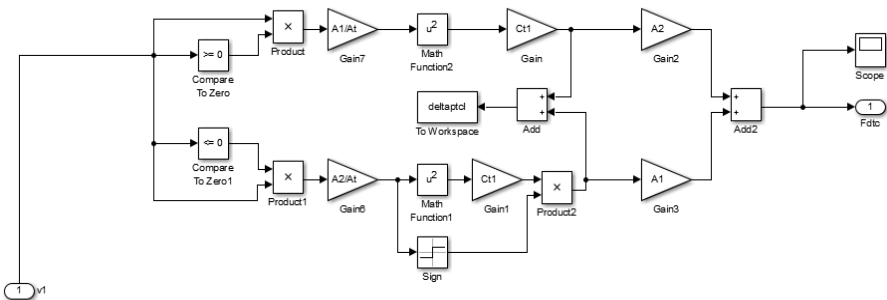 ×
Product
A1/At
Gain7
u²
Math
Function2
Ct1
Gain
A2
Gain2
>= 0
Compare
To Zero
Scope
deltaptcl
To Workspace
+
+
Add
+
+
Add2
1
Fdtc
<= 0
Compare
To Zero1
×
Product1
A2/At
Gain6
u²
Math
Function1
Ct1
Gain1
×
Product2
A1
Gain3
Sign
1
v1